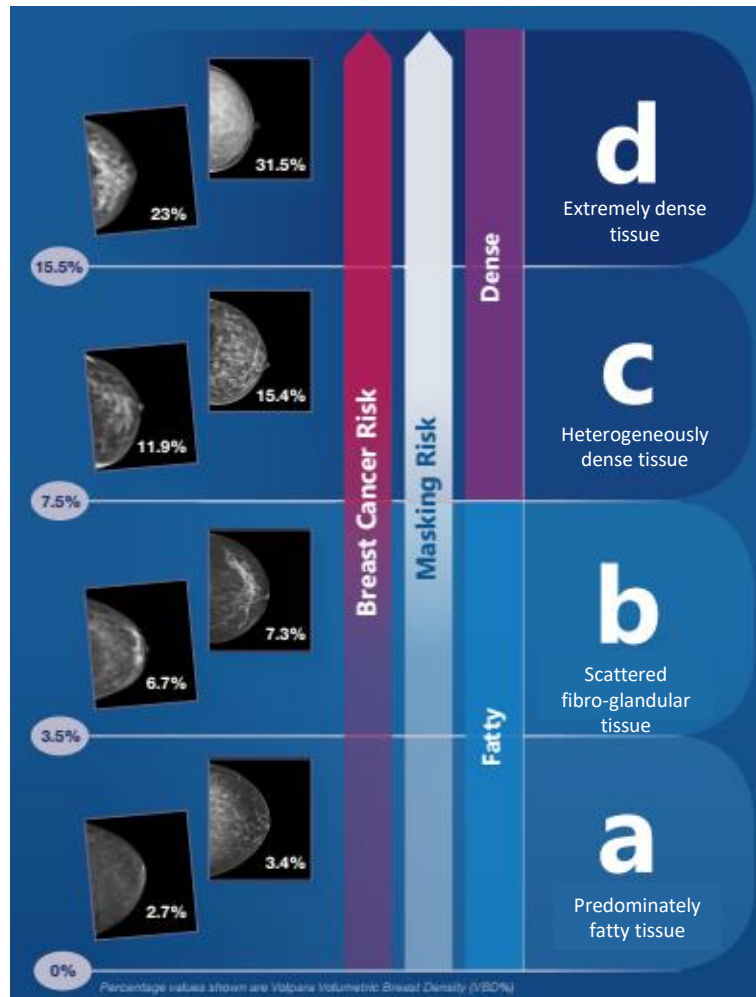 31.5%
23%
d
Extremely dense
tissue
15.5%
15.4%
11.9%
c
Heterogeneously
dense tissue
7.5%
Breast Cancer Risk
Masking Risk
Dense
7.3%
6.7%
b
Scattered
fibro-glandular
tissue
3.5%
Fatty
3.4%
2.7%
a
Predominately
fatty tissue
0%
Percentage values shown are Volpara Volumetric Breast Density (VBD%)